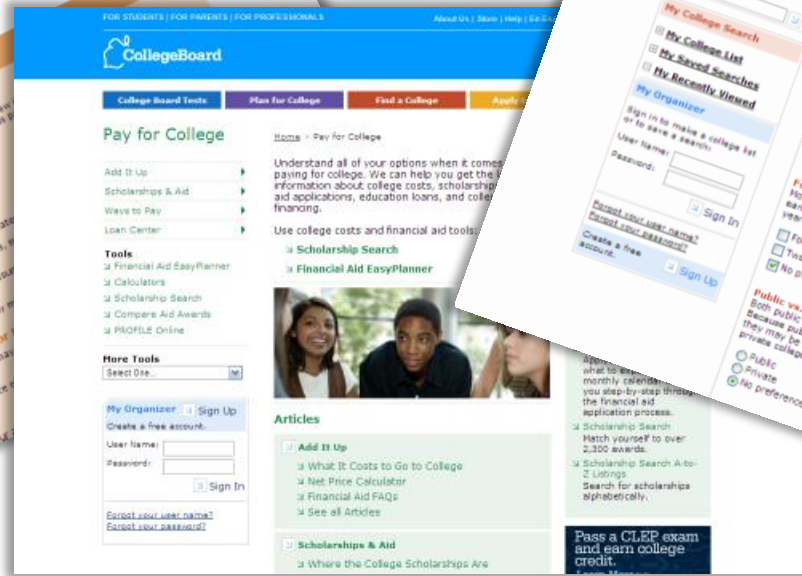 FOR STUDENTS | FOR PARENTS | FOR PROFESSIONALS
About Us | Store | Help | En
CollegeBoard
College Board Tests
Plan for College
Find a College
Apply
Pay for College
Add It Up
Scholarships & Aid
Ways to Pay
Loan Center
Tools
Financial Aid EasyPlanner
Calculators
Scholarship Search
Compare Aid Awards
PROFILE Online
More Tools
Select One...
My Organizer
Sign Up
Create a free account.
User Name:
Password:
Sign In
Forgot your user name?
Forgot your password?
Home > Pay for College
Understand all of your options when it comes
paying for college. We can help you get the
information about college costs, scholarship
aid applications, education loans, and
financing.
Use college costs and financial aid tools:
Scholarship Search
Financial Aid EasyPlanner
Articles
Add It Up
What It Costs to Go to College
Net Price Calculator
Financial Aid FAQs
See all Articles
Scholarships & Aid
Where the College Scholarships Are
what to
monthly
you step-by-step
the financial aid
application process.
Scholarship Search
Match yourself to over
2,300 awards.
Scholarship Search A-to-
Z Listings
Search for scholarships
alphabetically.
Pass a CLEP exam
and earn college
credit.
My College Search
My College List
My Saved Searches
My Recently Viewed
My Organizer
Sign in to make a college list
or to save a search:
User Name:
Password:
Sign In
Forgot your user name?
Forgot your password?
Create a free
account.
Sign Up
No
Public vs.
Both public
Because
they may be
private
Public
Private
No preference